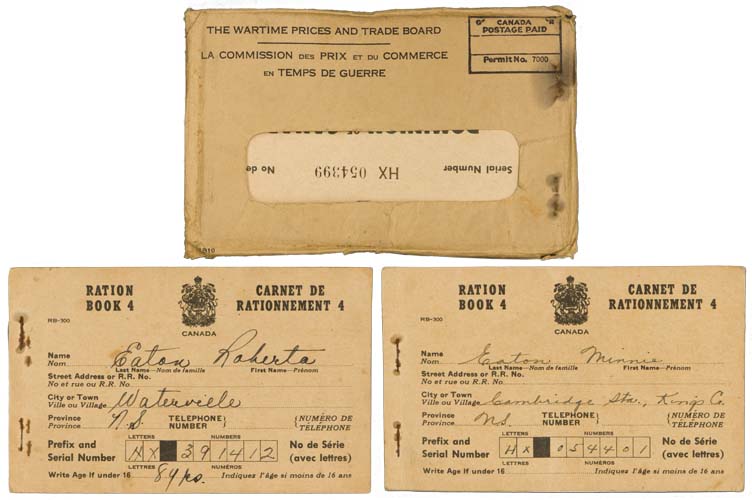 THE WARTIME PRICES AND TRADE BOARD
LA COMMISSION DES PRIX ET DU COMMERCE
EN TEMPS DE GUERRE
CANADA
POSTAGE PAID
Permit No. 7000
Serial Number
HX 054399
No de
RATION
BOOK 4
CARNET DE
RATIONNEMENT 4
RB-300
CANADA
Name Eaton Roberta
Nom Last Name—Nom de famille First Name—Prénom
Street Address or R.R. No.
No et rue ou R.R. No.
City or Town Waterville
Ville ou Village
Province N.S. TELEPHONE NUMBER {NUMÉRO DE TÉLÉPHONE
Province
LETTERS NUMBERS
Prefix and Serial Number HX 391412 No de Série (avec lettres)
LETTRES NUMÉROS
Write Age If under 16 8 yrs. Indiquez l'âge si moins de 16 ans
RATION
BOOK 4
CARNET DE
RATIONNEMENT 4
RB-300
CANADA
Name Eaton Minnie
Nom Last Name—Nom de famille First Name—Prénom
Street Address or R.R. No.
No et rue ou R.R. No.
City or Town Cambridge Sta., Kings Co.
Ville ou Village
Province N.S. TELEPHONE NUMBER {NUMÉRO DE TÉLÉPHONE
Province
LETTERS NUMBERS
Prefix and Serial Number HX 054401 No de Série (avec lettres)
LETTRES NUMÉROS
Write Age If under 16 Indiquez l'âge si moins de 16 ans